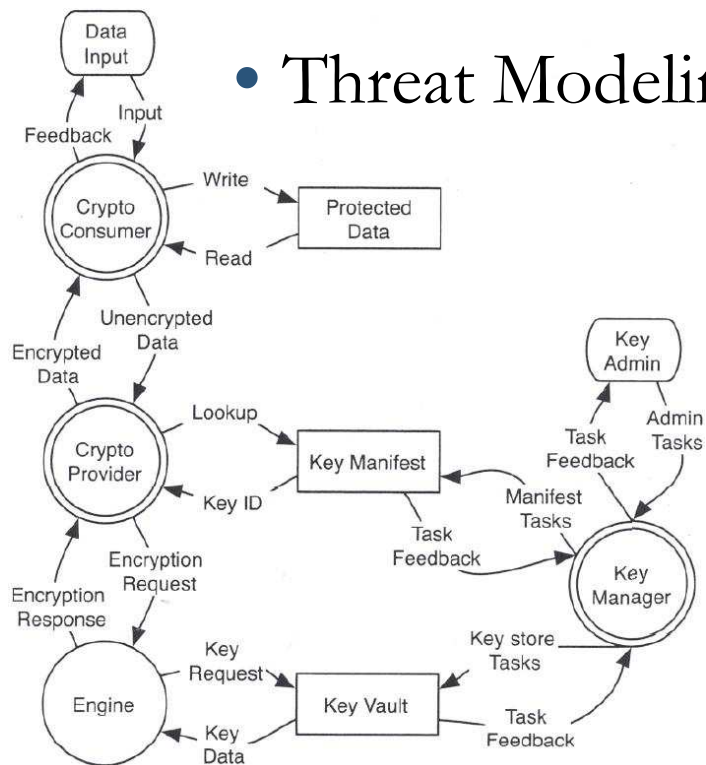 • Threat Modelin
Data
Input
Feedback
Input
Crypto
Consumer
Write
Read
Protected
Data
Encrypted
Data
Unencrypted
Data
Crypto
Provider
Lookup
Key ID
Key Manifest
Key
Admin
Task
Feedback
Admin
Tasks
Manifest
Tasks
Task
Feedback
Key
Manager
Encryption
Response
Encryption
Request
Engine
Key
Request
Key
Data
Key Vault
Key store
Tasks
Task
Feedback